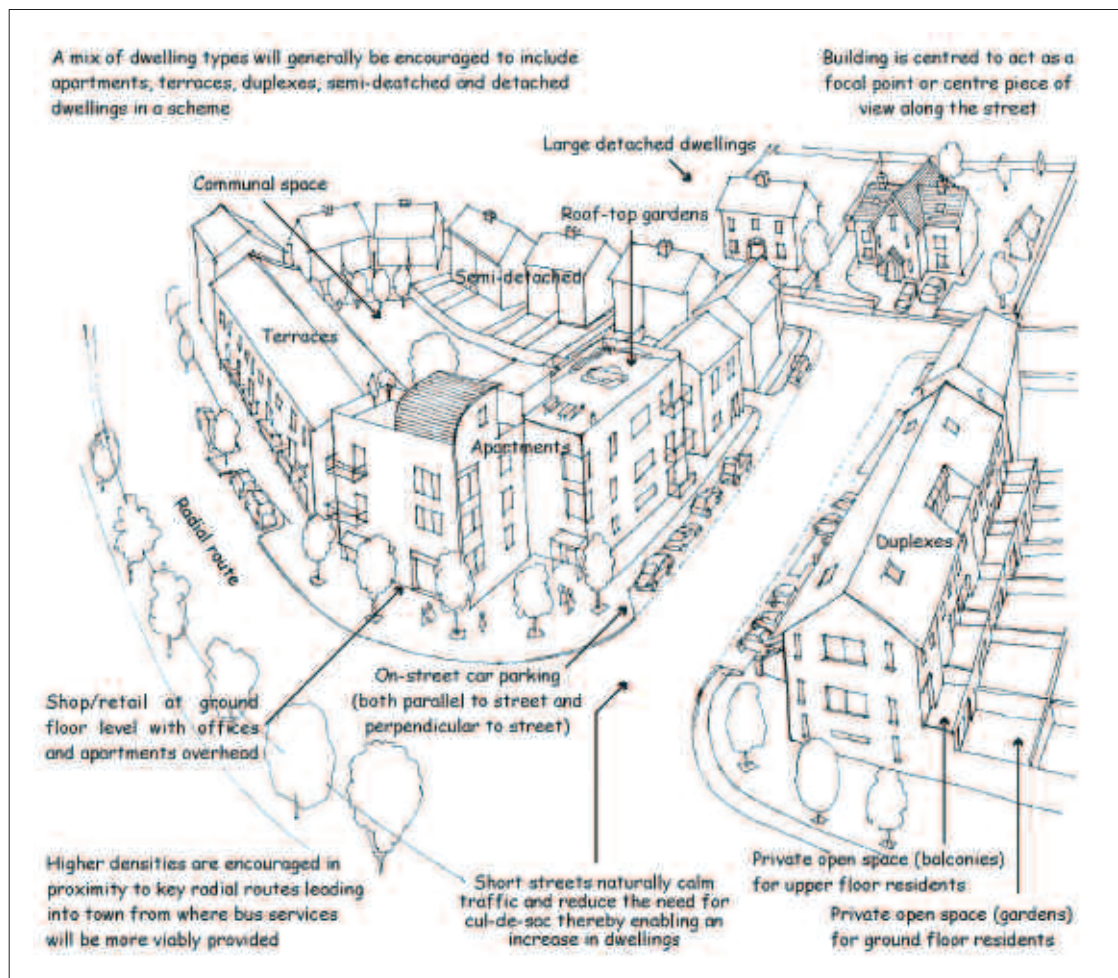 A mix of dwelling types will generally be encouraged to include
apartments, terraces, duplexes, semi-deatched and detached
dwellings in a scheme
Building is centred to act as a
focal point or centre piece of
view along the street
Large detached dwellings
Communal space
Roof-top gardens
Semi-detached
Terraces
Apartments
Radial route
Duplexes
Shop/retail at ground
floor level with offices
and apartments overhead
On-street car parking
(both parallel to street and
perpendicular to street)
Higher densities are encouraged in
proximity to key radial routes leading
into town from where bus services
will be more viably provided
Short streets naturally calm
traffic and reduce the need for
cul-de-sac thereby enabling an
increase in dwellings
Private open space (balconies)
for upper floor residents
Private open space (gardens)
for ground floor residents